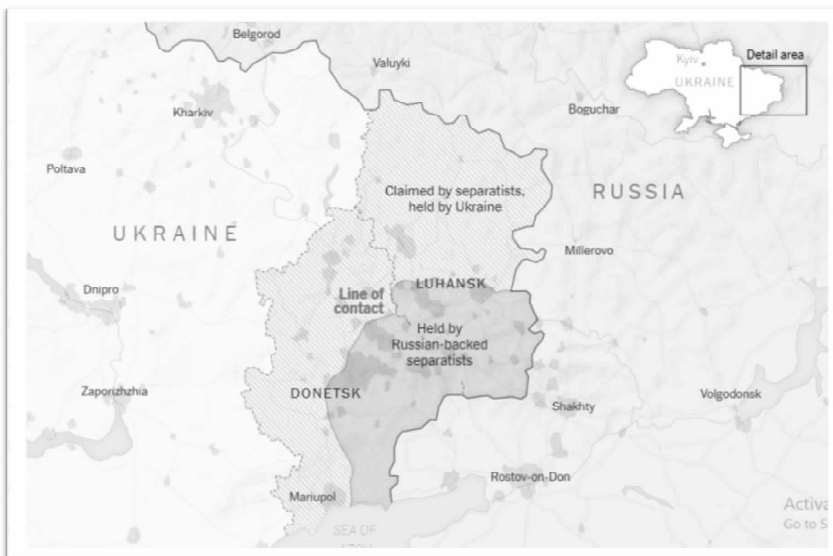 Belgorod
Valuyki
Kyiv
UKRAINE
Detail area
Kharkiv
Boguchar
Poltava
Claimed by separatists,
held by Ukraine
RUSSIA
UKRAINE
Millerovo
Dnipro
LUHANSK
Line of
contact
Held by
Russian-backed
separatists
Zaporizhzhia
DONETSK
Shakhty
Volgodonsk
Rostov-on-Don
Mariupol
Activa
Go to S
SEA OF